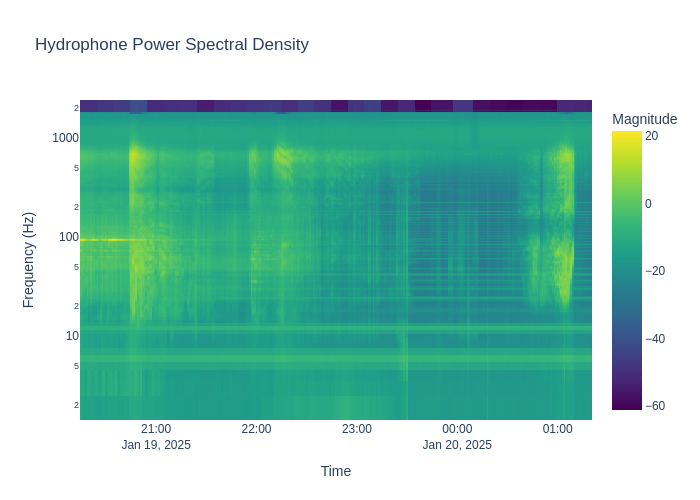 Hydrophone Power Spectral Density
Magnitude
2
1000
5
2
100
5
2
10
5
2
Frequency (Hz)
20
0
−20
−40
−60
21:00 22:00 23:00 00:00 01:00
Jan 19, 2025 Jan 20, 2025
Time